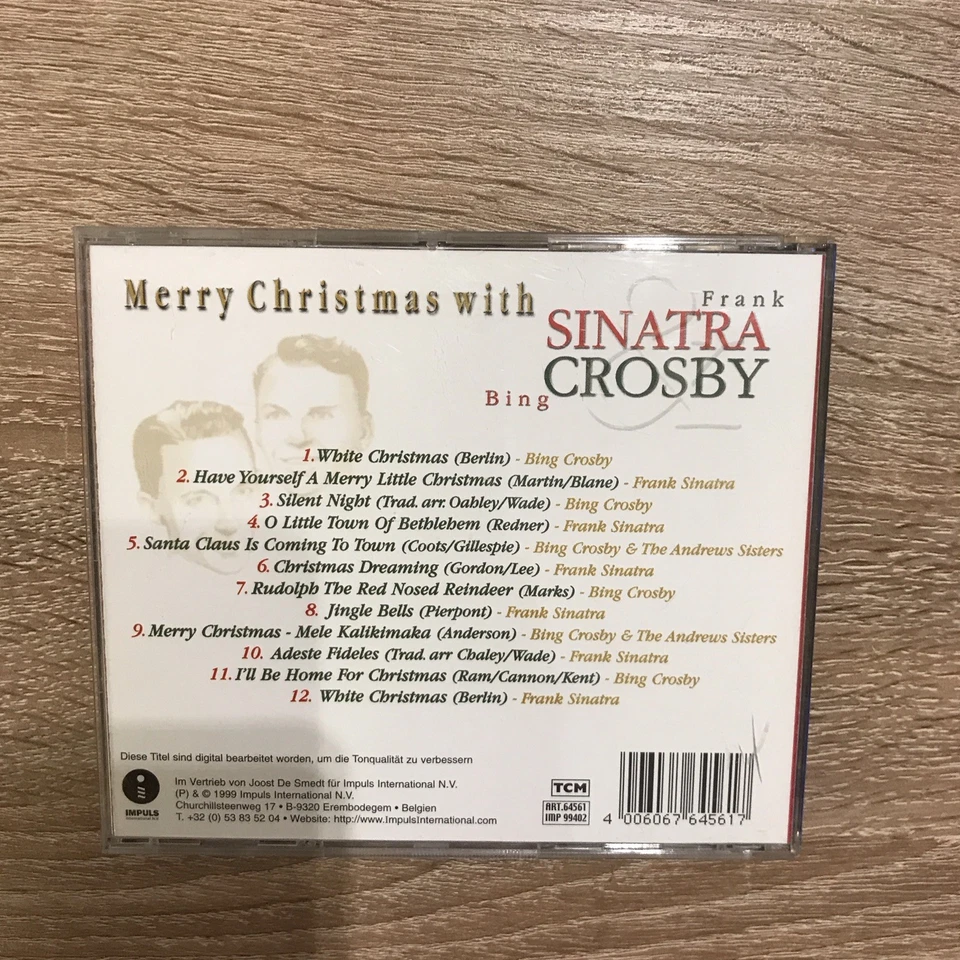 Merry Christmas with
Frank
SINATRA
&
Bing CROSBY
1. White Christmas (Berlin) - Bing Crosby
2. Have Yourself A Merry Little Christmas (Martin/Blane) - Frank Sinatra
3. Silent Night (Trad. arr. Oahley/Wade) - Bing Crosby
4. O Little Town Of Bethlehem (Redner) - Frank Sinatra
5. Santa Claus Is Coming To Town (Coots/Gillespie) - Bing Crosby & The Andrews Sisters
6. Christmas Dreaming (Gordon/Lee) - Frank Sinatra
7. Rudolph The Red Nosed Reindeer (Marks) - Bing Crosby
8. Jingle Bells (Pierpont) - Frank Sinatra
9. Merry Christmas - Mele Kalikimaka (Anderson) - Bing Crosby & The Andrews Sisters
10. Adeste Fideles (Trad. arr Chaley/Wade) - Frank Sinatra
11. I'll Be Home For Christmas (Ram/Cannon/Kent) - Bing Crosby
12. White Christmas (Berlin) - Frank Sinatra
Diese Titel sind digital bearbeitet worden, um die Tonqualität zu verbessern
IMPULS
Im Vertrieb von Joost De Smedt für Impuls International N.V.
(P) & © 1999 Impuls International N.V.
Churchillsteenweg 17 • B-9320 Erembodegem • Belgien
T. +32 (0) 53 83 52 04 • Website: http://www.ImpulsInternational.com
TCM
ART.64561
IMP 99402
4 006067 645617